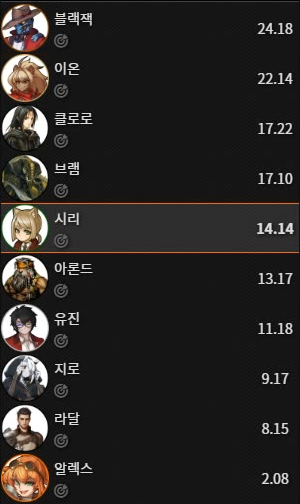 블랙잭
24.18
이온
22.14
클로로
17.22
브램
17.10
시리
14.14
아론드
13.17
유진
11.18
지로
9.17
라달
8.15
알렉스
2.08